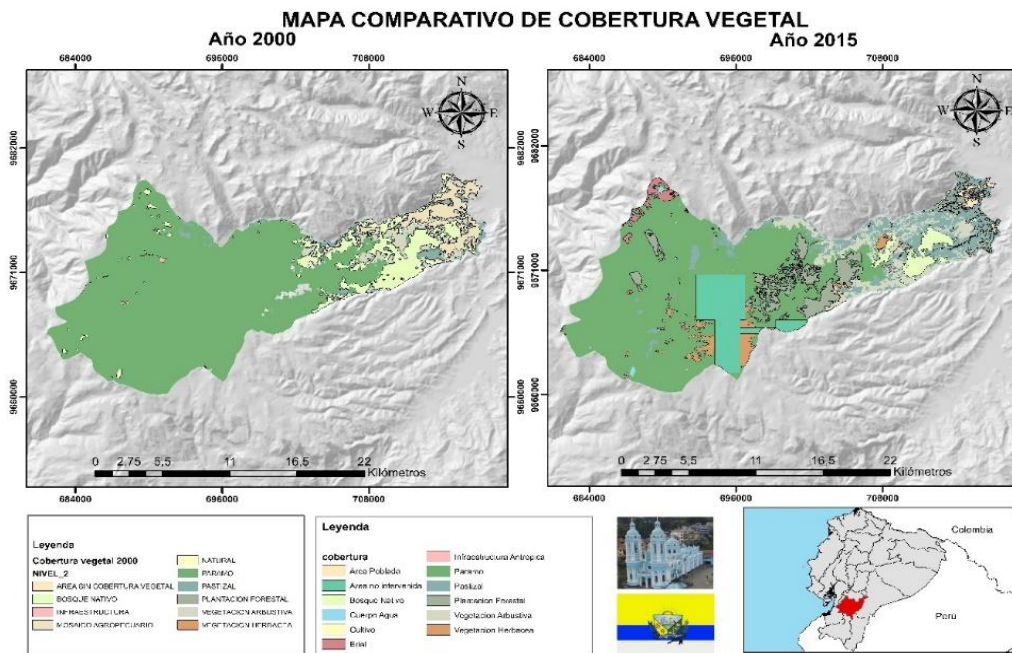 MAPA COMPARATIVO DE COBERTURA VEGETAL
Año 2000
Año 2015
684000 696000 708000
684000 696000 708000
N
W E
S
N
W E
S
9682000
9671000
9660000
9682000
9671000
9660000
9682000
9671000
9660000
0 2.75 5,5 11 16,5 22
Kilómetros
0 2 75 5,5 11 16,5 22
Kilómetros
684000 696000 708000
684000 696000 708000
Leyenda
Cobertura vegetal 2000
NIVEL_2
AREA SIN COBERTURA VEGETAL
BOSQUE NATIVO
INFRAESTRUCTURA
MOSAICO AGROPECUARIO
NATURAL
PARAMO
PASTIZAL
PLANTACION FORESTAL
VEGETACION ARBUSTIVA
VEGETACION HERBACEA
Leyenda
cobertura
Area Poblada
Area no intervenida
Bosque Nativo
Cuerpo Agua
Cultivo
Erial
Infraestructura Antropica
Paramo
Pastizal
Plantacion Forestal
Vegetacion Arbustiva
Vegetacion Herbacea
Colombia
Perú